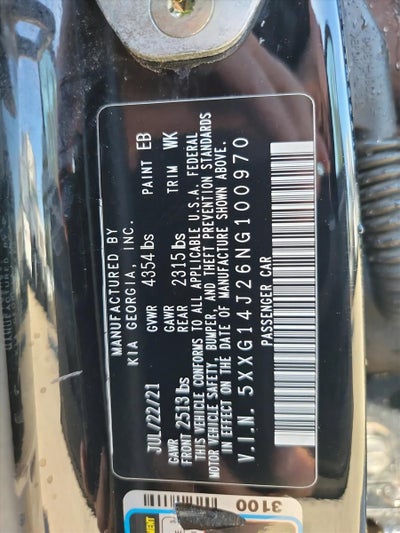 MANUFACTURED BY
KIA GEORGIA, INC.
JUL/22/21 GVWR 4354 lbs PAINT EB
GAWR FRONT 2513 lbs GAWR REAR 2315 lbs TRIM WK
THIS VEHICLE CONFORMS TO ALL APPLICABLE U.S.A. FEDERAL
MOTOR VEHICLE SAFETY, BUMPER, AND THEFT PREVENTION STANDARDS
IN EFFECT ON THE DATE OF MANUFACTURE SHOWN ABOVE.
V.I.N. 5XXG14J26NG100970
PASSENGER CAR
3100